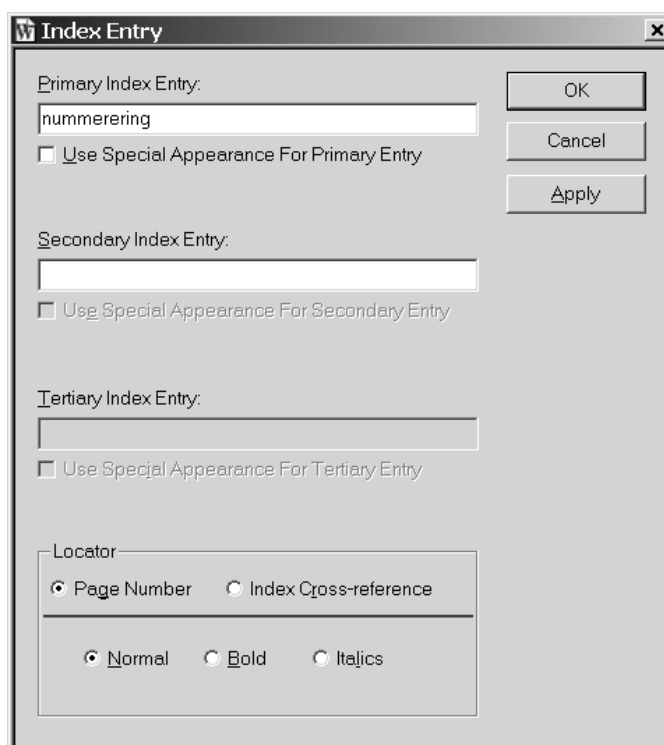 Index Entry
Primary Index Entry:
OK
nummerering
Use Special Appearance For Primary Entry
Cancel
Apply
Secondary Index Entry:
Use Special Appearance For Secondary Entry
Tertiary Index Entry:
Use Special Appearance For Tertiary Entry
Locator
Page Number Index Cross-reference
Normal Bold Italics